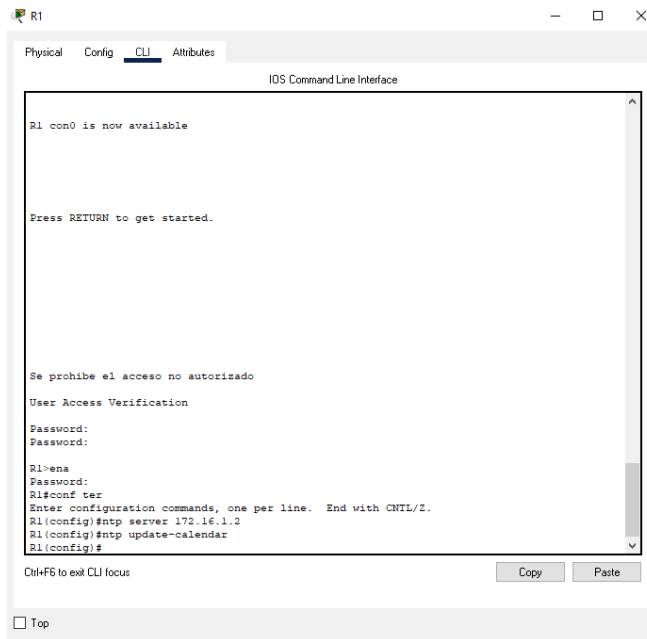 R1
Physical Config CLI Attributes
IOS Command Line Interface
R1 con0 is now available
Press RETURN to get started.
Se prohibe el acceso no autorizado
User Access Verification
Password:
Password:
R1>ena
Password:
R1#conf ter
Enter configuration commands, one per line.  End with CNTL/Z.
R1(config)#ntp server 172.16.1.2
R1(config)#ntp update-calendar
R1(config)#
Ctrl+F6 to exit CLI focus
Copy Paste
Top